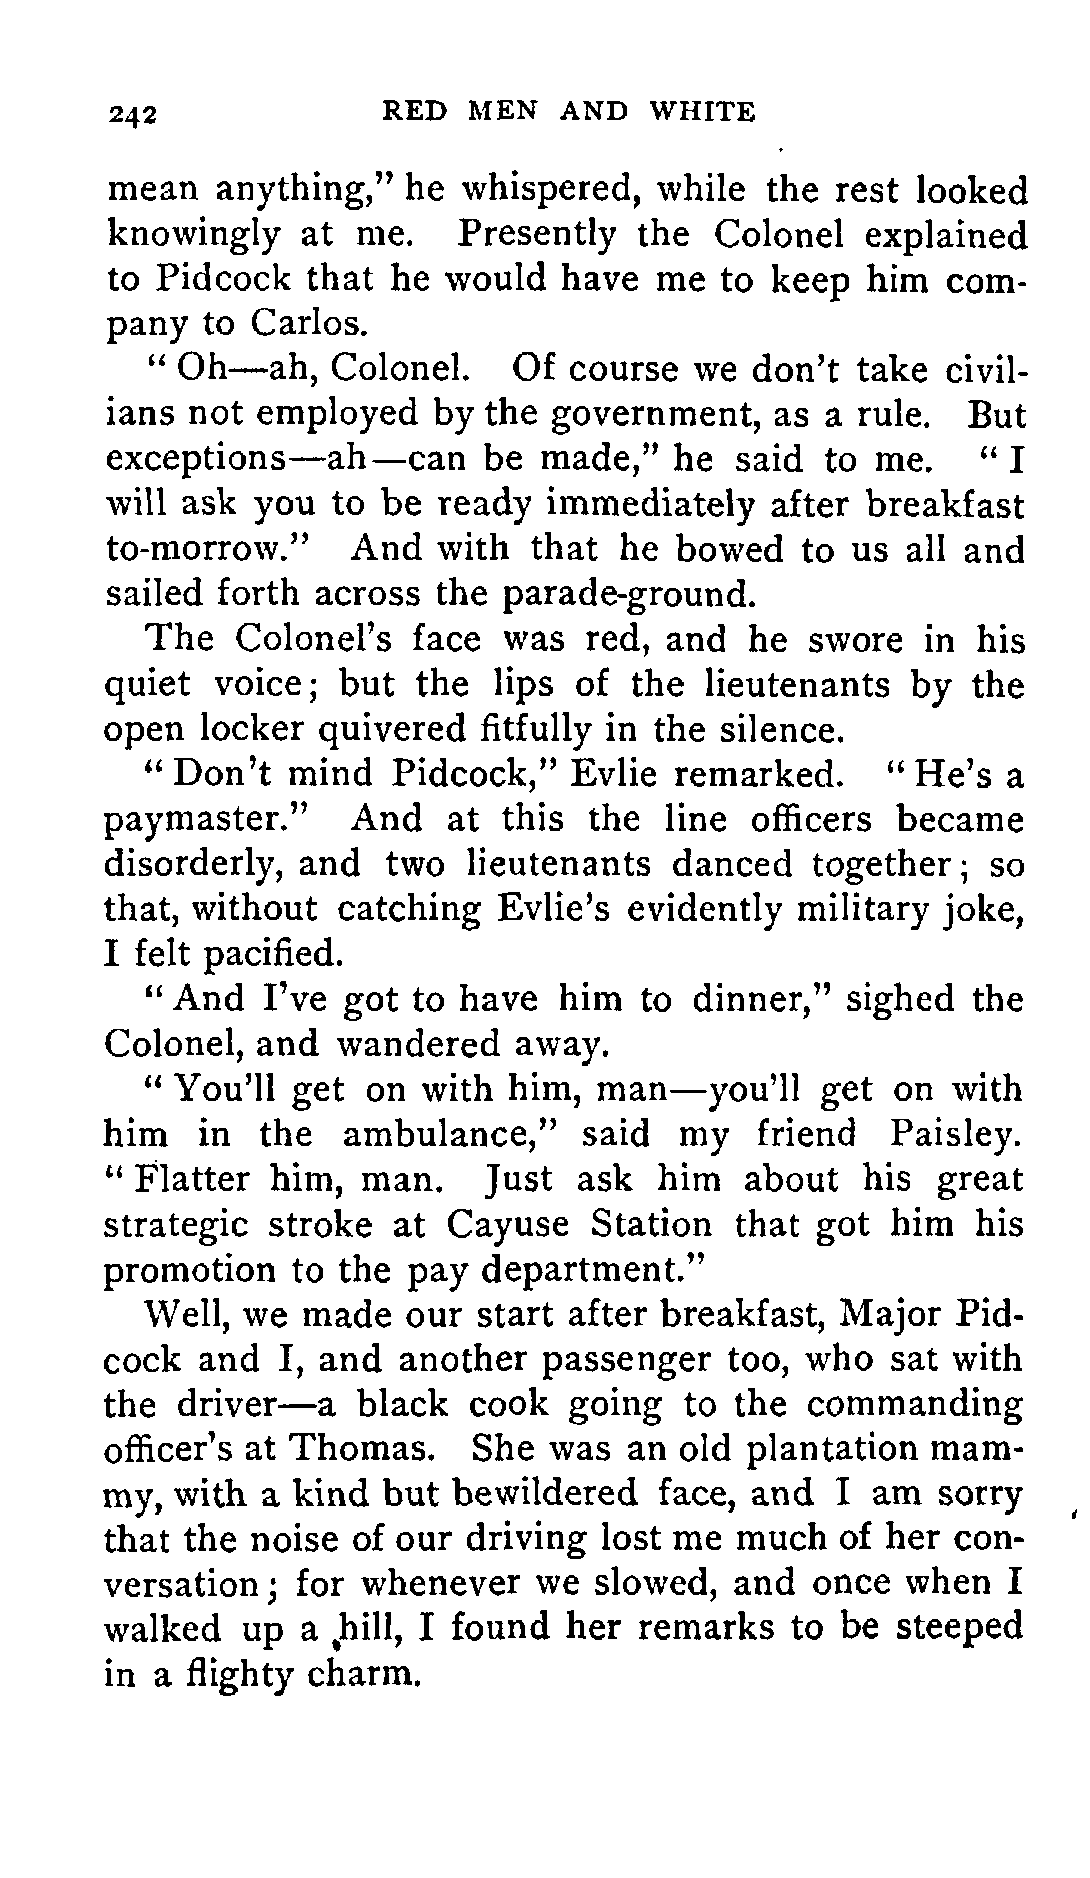 242 RED MEN AND WHITE
mean anything,” he whispered, while the rest looked
knowingly at me. Presently the Colonel explained
to Pidcock that he would have me to keep him com-
pany to Carlos.
“Oh—ah, Colonel. Of course we don’t take civil-
ians not employed by the government, as a rule. But
exceptions—ah—can be made,” he said to me. “I
will ask you to be ready immediately after breakfast
to-morrow.” And with that he bowed to us all and
sailed forth across the parade-ground.
The Colonel’s face was red, and he swore in his
quiet voice; but the lips of the lieutenants by the
open locker quivered fitfully in the silence.
“Don’t mind Pidcock,” Evlie remarked. “He’s a
paymaster.” And at this the line officers became
disorderly, and two lieutenants danced together; so
that, without catching Evlie’s evidently military joke,
I felt pacified.
“And I’ve got to have him to dinner,” sighed the
Colonel, and wandered away.
“You’ll get on with him, man—you’ll get on with
him in the ambulance,” said my friend Paisley.
“Flatter him, man. Just ask him about his great
strategic stroke at Cayuse Station that got him his
promotion to the pay department.”
Well, we made our start after breakfast, Major Pid-
cock and I, and another passenger too, who sat with
the driver—a black cook going to the commanding
officer’s at Thomas. She was an old plantation mam-
my, with a kind but bewildered face, and I am sorry
that the noise of our driving lost me much of her con-
versation; for whenever we slowed, and once when I
walked up a hill, I found her remarks to be steeped
in a flighty charm.